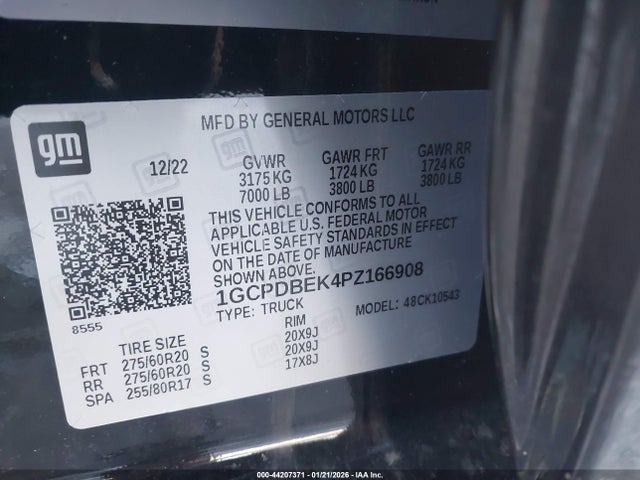 MFD BY GENERAL MOTORS LLC
gm
12/22
GVWR GAWR FRT GAWR RR
3175 KG 1724 KG 1724 KG
7000 LB 3800 LB 3800 LB
THIS VEHICLE CONFORMS TO ALL
APPLICABLE U.S. FEDERAL MOTOR
VEHICLE SAFETY STANDARDS IN EFFECT
ON THE DATE OF MANUFACTURE
SHOWN ABOVE.
1GCPDBEK4PZ166908
TYPE: TRUCK MODEL: 48CK10543
8555
TIRE SIZE RIM
FRT 275/60R20 S 20X9J
RR 275/60R20 S 20X9J
SPA 255/80R17 S 17X8J
000-44207371 - 01/21/2026 - IAA Inc.